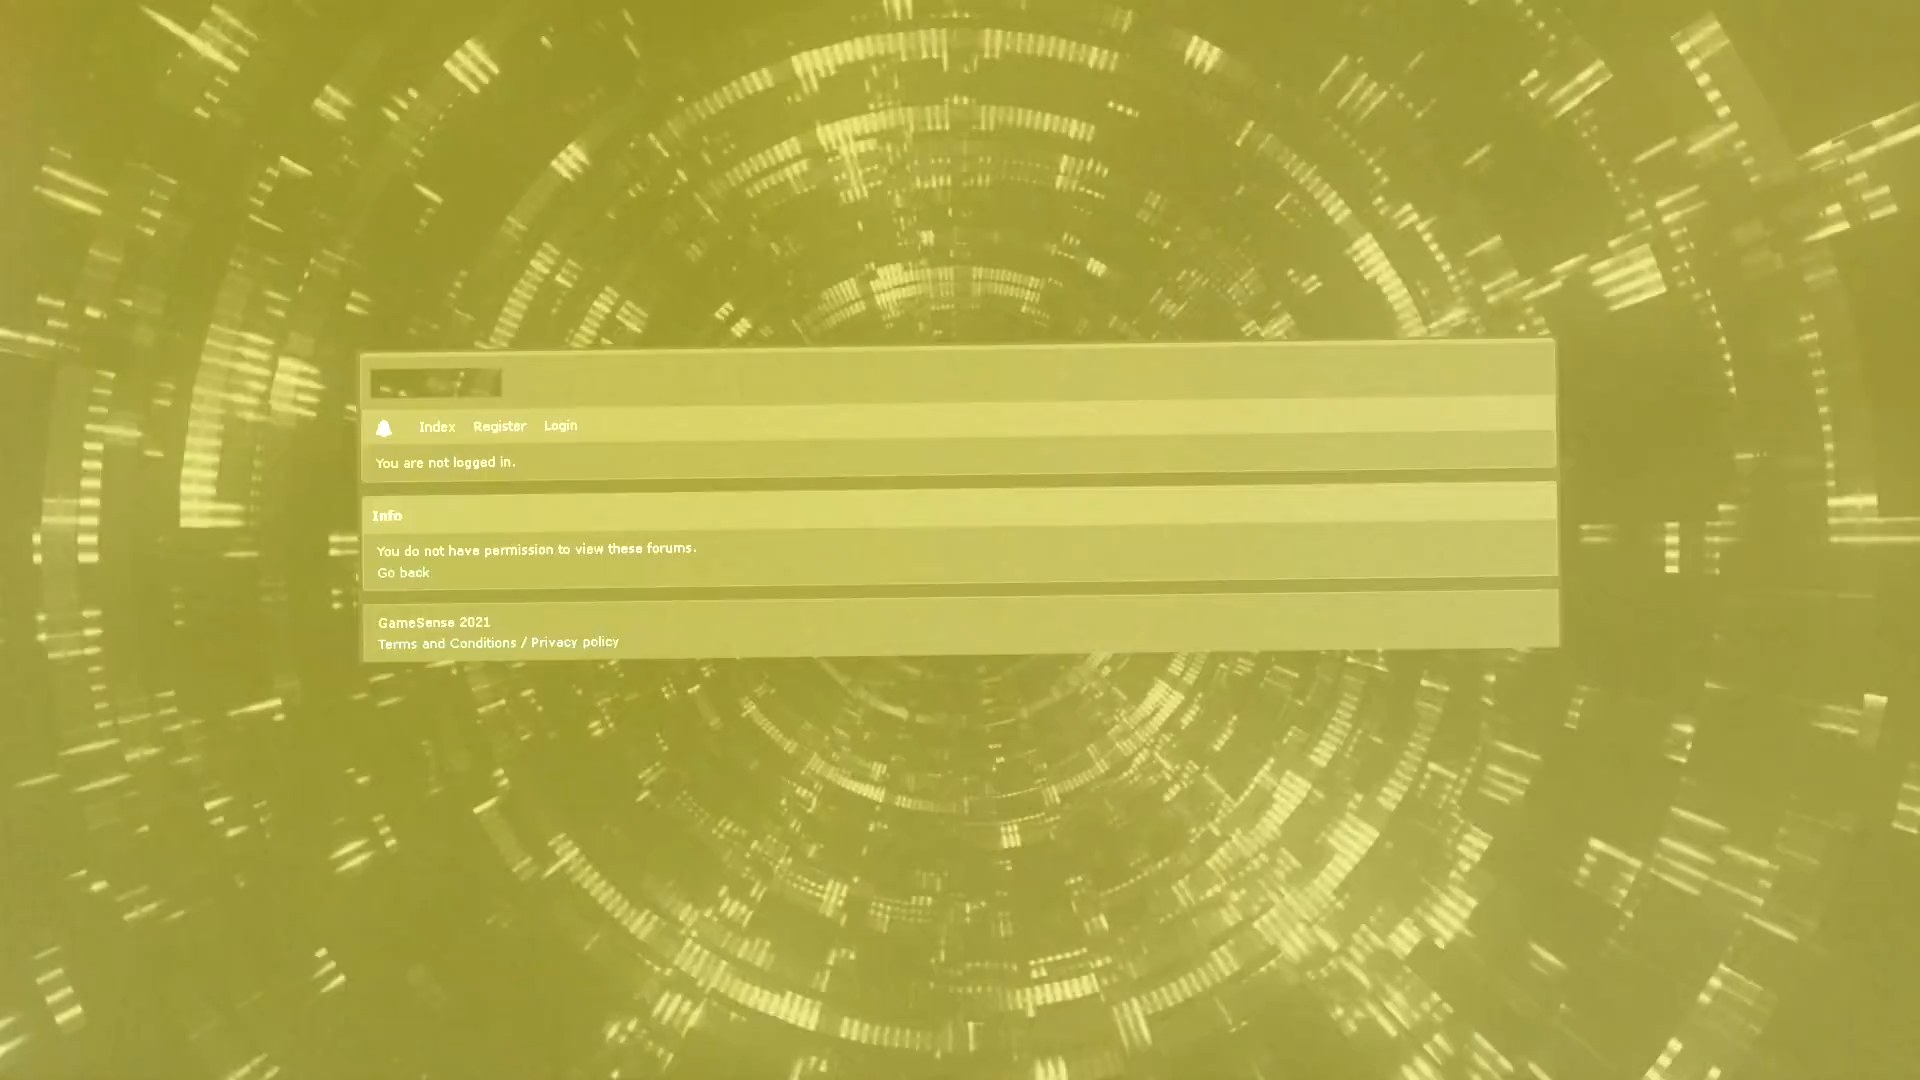 Index Register Login
You are not logged in.
Info
You do not have permission to view these forums.
Go back
GameSense 2021
Terms and Conditions / Privacy policy